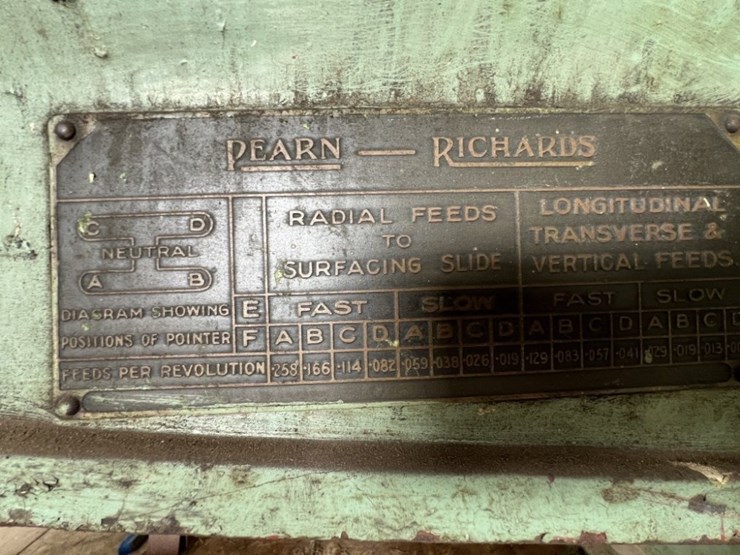 PEARN — RICHARDS
C D
NEUTRAL
A B
RADIAL FEEDS
TO
SURFACING SLIDE
LONGITUDINAL
TRANSVERSE &
VERTICAL FEEDS
DIAGRAM SHOWING E FAST SLOW FAST SLOW
POSITIONS OF POINTER F A B C D A B C D A B C D A B C
FEEDS PER REVOLUTION ·258 ·166 ·114 ·082 ·059 ·038 ·026 ·019 ·129 ·083 ·057 ·041 ·029 ·019 ·013